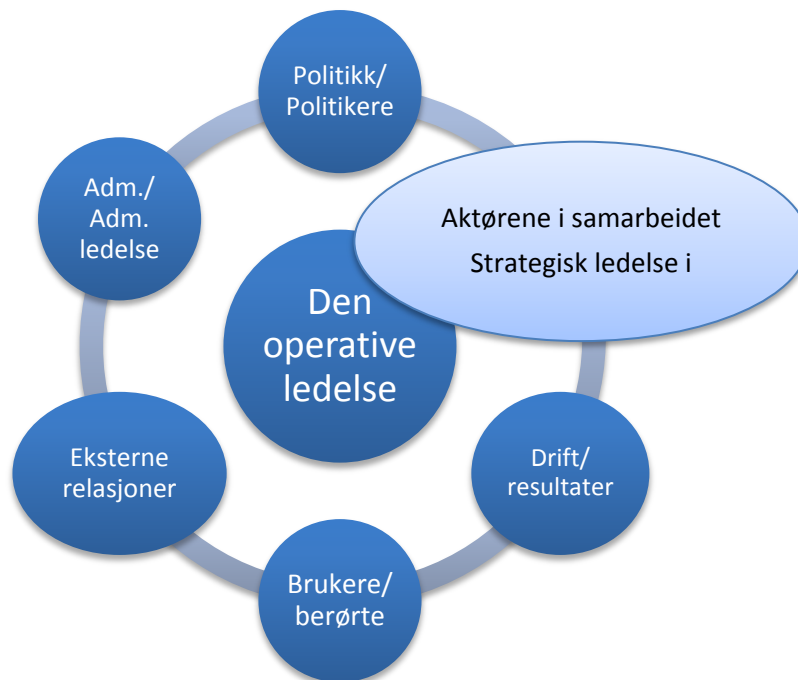 Politikk/
Politikere
Aktørene i samarbeidet
Strategisk ledelse i
Adm./
Adm.
ledelse
Den
operative
ledelse
Eksterne
relasjoner
Drift/
resultater
Brukere/
berørte